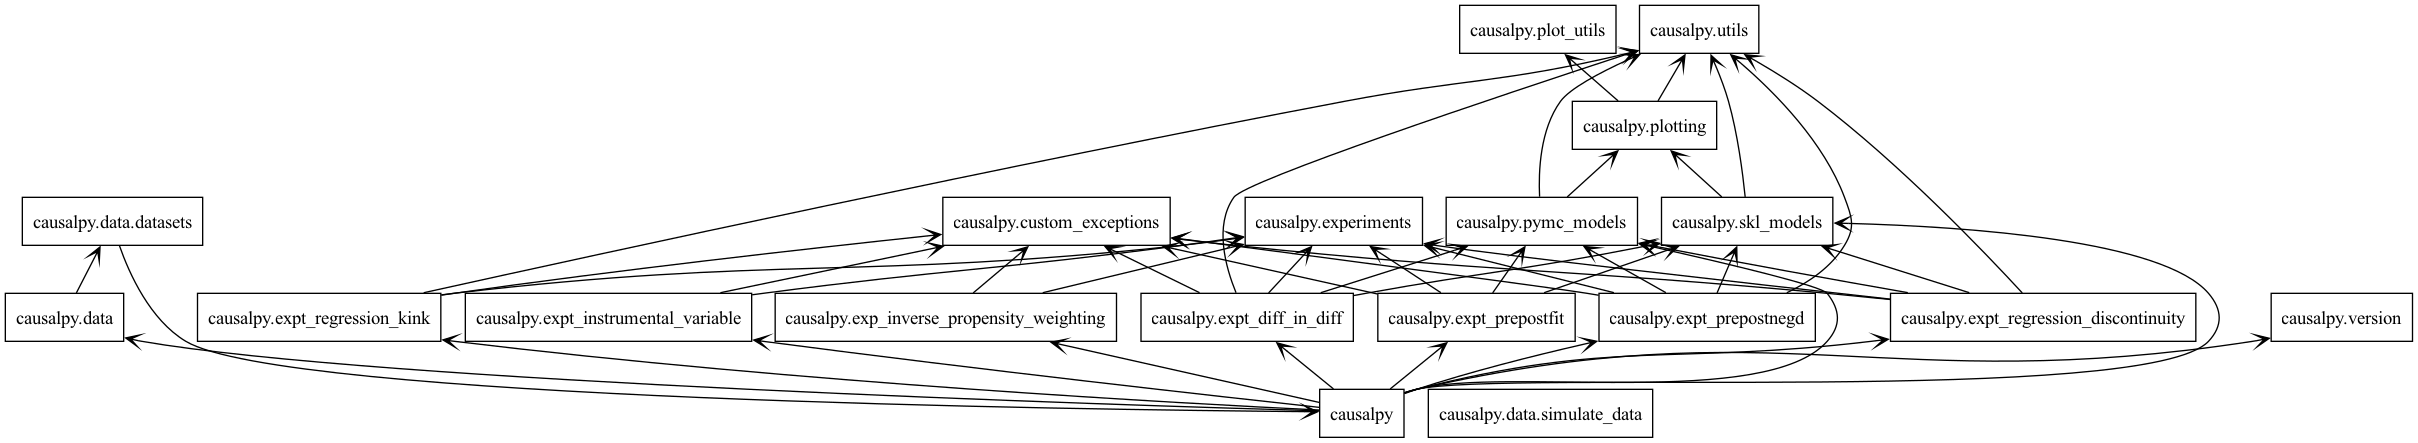 causalpy.plot_utils
causalpy.utils
causalpy.plotting
causalpy.data.datasets
causalpy.custom_exceptions
causalpy.experiments
causalpy.pymc_models
causalpy.skl_models
causalpy.data
causalpy.expt_regression_kink
causalpy.expt_instrumental_variable
causalpy.exp_inverse_propensity_weighting
causalpy.expt_diff_in_diff
causalpy.expt_prepostfit
causalpy.expt_prepostnegd
causalpy.expt_regression_discontinuity
causalpy.version
causalpy
causalpy.data.simulate_data